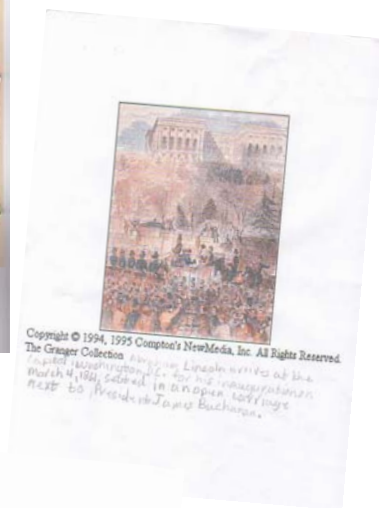 Copyright © 1994, 1995 Compton's NewMedia, Inc. All Rights Reserved.
The Granger Collection Abraham Lincoln arrives at the
Capitol Washington D.C. for his inauguration on
March 4, 1861, seated in an open carriage
next to President James Buchanan.